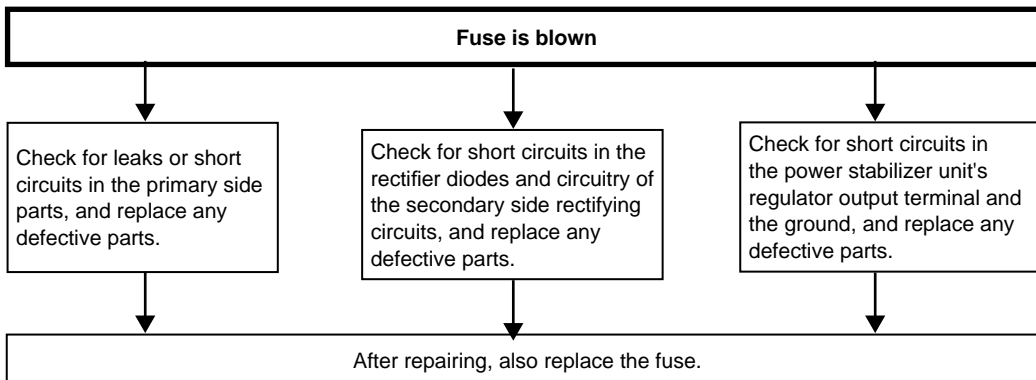 Fuse is blown
Check for leaks or short
circuits in the primary side
parts, and replace any
defective parts.
Check for short circuits in the
rectifier diodes and circuitry of
the secondary side rectifying
circuits, and replace any
defective parts.
Check for short circuits in
the power stabilizer unit's
regulator output terminal and
the ground, and replace any
defective parts.
After repairing, also replace the fuse.